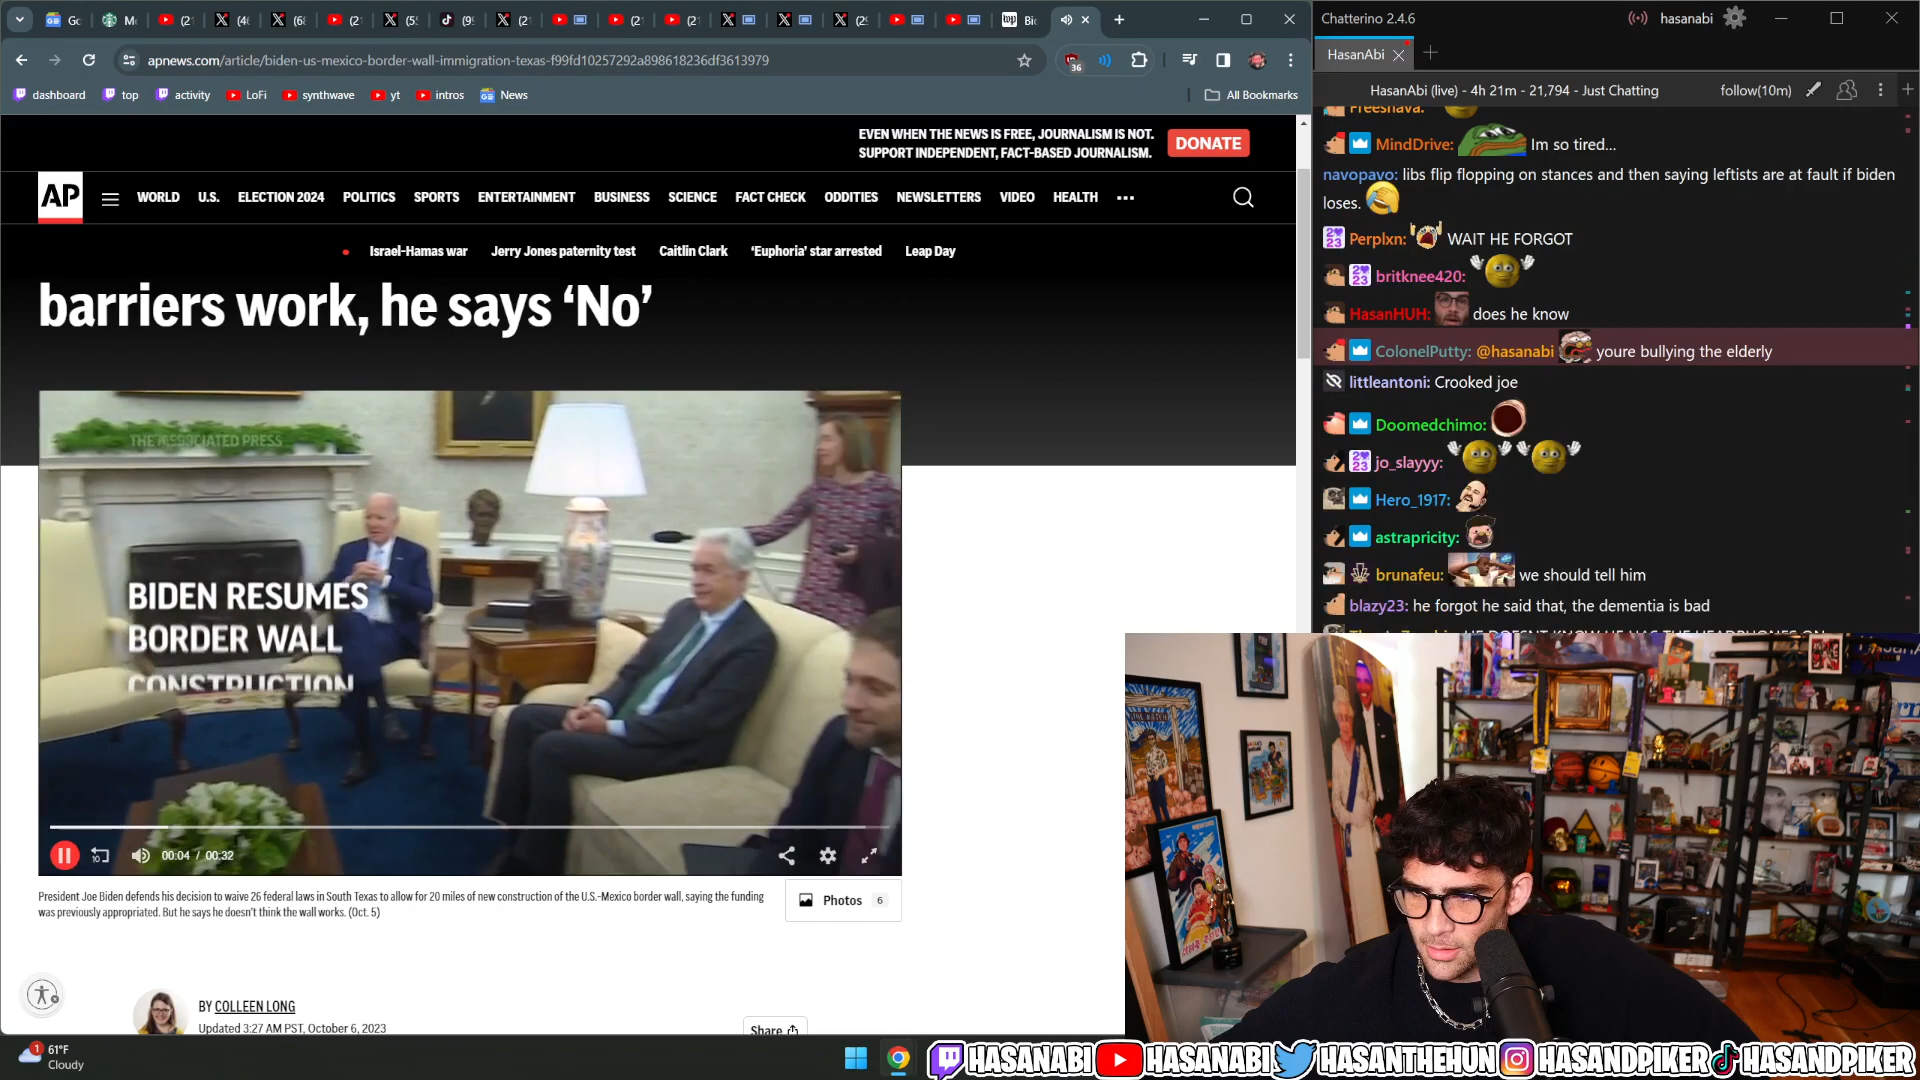 Chatterino 2.4.6
hasanabi
apnews.com/article/biden-us-mexico-border-wall-immigration-texas-f99fd10257292a898618236df3613979
36
HasanAbi
dashboard
top
activity
LoFi
synthwave
yt
intros
News
All Bookmarks
HasanAbi (live) - 4h 21m - 21,794 - Just Chatting
follow(10m)
EVEN WHEN THE NEWS IS FREE, JOURNALISM IS NOT.
SUPPORT INDEPENDENT, FACT-BASED JOURNALISM.
DONATE
AP
WORLD
U.S.
ELECTION 2024
POLITICS
SPORTS
ENTERTAINMENT
BUSINESS
SCIENCE
FACT CHECK
ODDITIES
NEWSLETTERS
VIDEO
HEALTH
Israel-Hamas war
Jerry Jones paternity test
Caitlin Clark
‘Euphoria’ star arrested
Leap Day
barriers work, he says ‘No’
THE ASSOCIATED PRESS
BIDEN RESUMES
BORDER WALL
CONSTRUCTION
00:04 / 00:32
President Joe Biden defends his decision to waive 26 federal laws in South Texas to allow for 20 miles of new construction of the U.S.-Mexico border wall, saying the funding
was previously appropriated. But he says he doesn't think the wall works. (Oct. 5)
Photos 6
BY COLLEEN LONG
Updated 3:27 AM PST, October 6, 2023
Share
MindDrive: Im so tired...
navopavo: libs flip flopping on stances and then saying leftists are at fault if biden
loses.
Perplxn: WAIT HE FORGOT
britknee420:
HasanHUH: does he know
ColonelPutty: @hasanabi youre bullying the elderly
littleantoni: Crooked joe
Doomedchimo:
jo_slayyy:
Hero_1917:
astrapricity:
brunafeu: we should tell him
blazy23: he forgot he said that, the dementia is bad
1
61°F
Cloudy
HASANABI
HASANABI
HASANTHEHUN
HASANDPIKER
HASANDPIKER